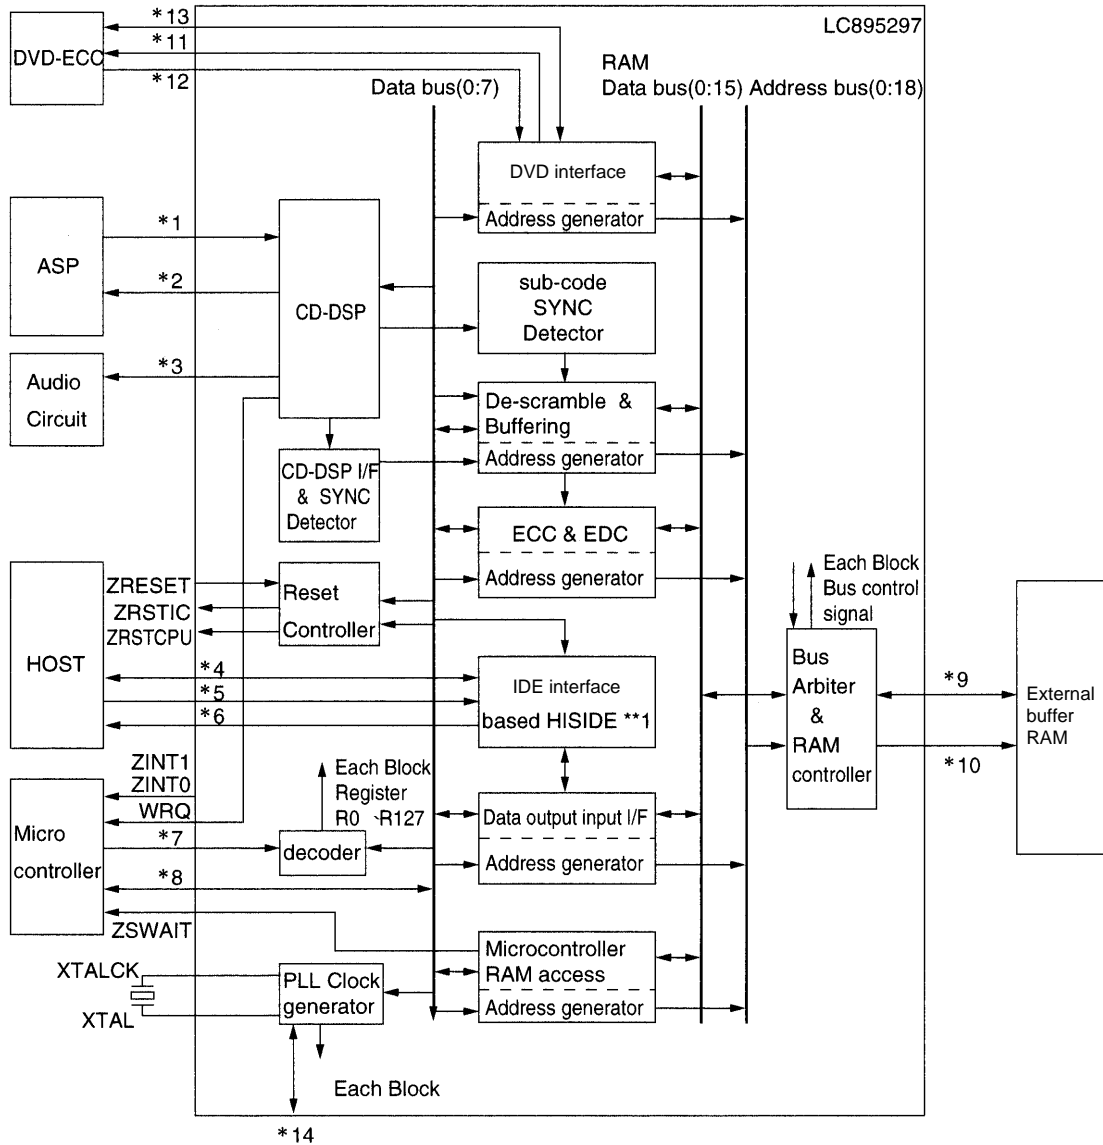 LC895297
*13
*11
*12
DVD-ECC
RAM
Data bus(0:7)
Data bus(0:15)
Address bus(0:18)
DVD interface
Address generator
ASP
*1
*2
CD-DSP
sub-code
SYNC
Detector
Audio
Circuit
*3
De-scramble &
Buffering
Address generator
CD-DSP I/F
& SYNC
Detector
ECC & EDC
Address generator
HOST
ZRESET
ZRSTIC
ZRSTCPU
Reset
Controller
*4
*5
*6
IDE interface
based HISIDE **1
Each Block
Bus control
signal
Bus
Arbiter
&
RAM
controller
*9
*10
External
buffer
RAM
ZINT1
ZINT0
WRQ
Micro
controller
*7
*8
ZSWAIT
Each Block
Register
R0 ~R127
decoder
Data output input I/F
Address generator
Microcontroller
RAM access
Address generator
XTALCK
XTAL
PLL Clock
generator
Each Block
*14